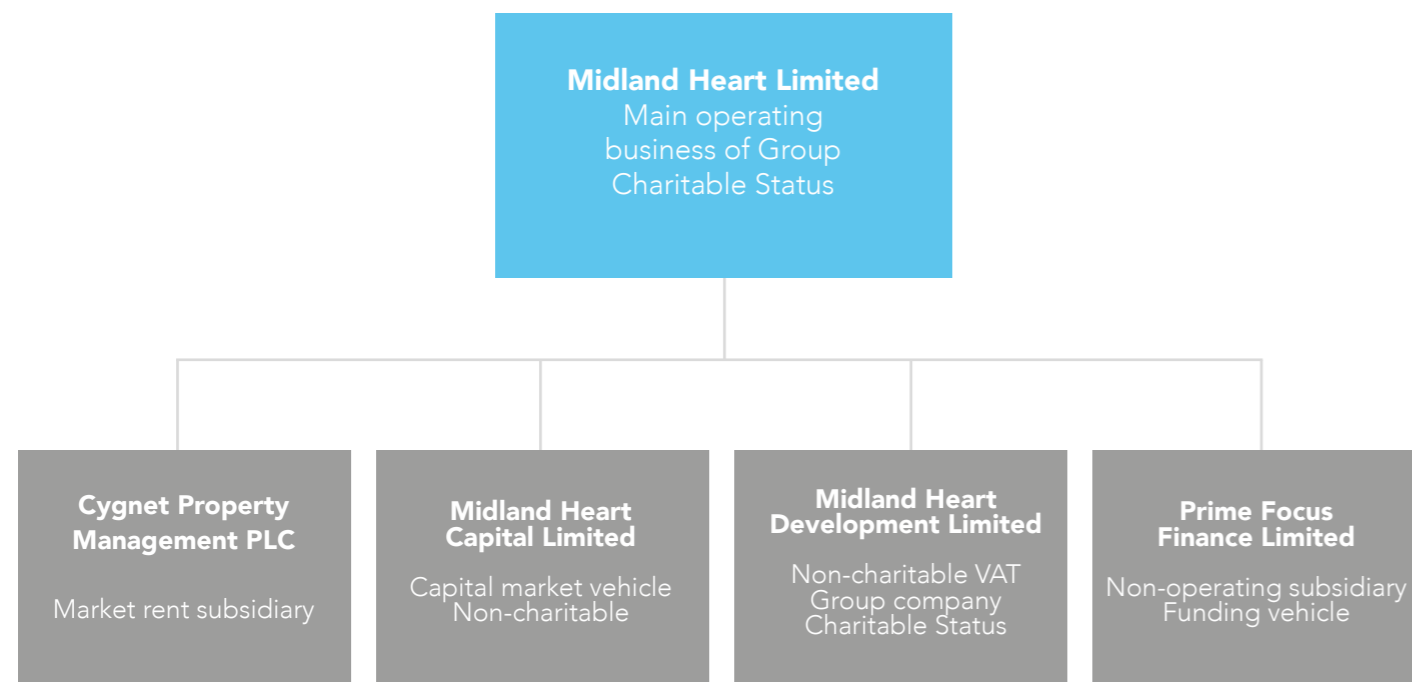 Midland Heart Limited
Main operating
business of Group
Charitable Status
Cygnet Property
Management PLC
Market rent subsidiary
Midland Heart
Capital Limited
Capital market vehicle
Non-charitable
Midland Heart
Development Limited
Non-charitable VAT
Group company
Charitable Status
Prime Focus
Finance Limited
Non-operating subsidiary
Funding vehicle